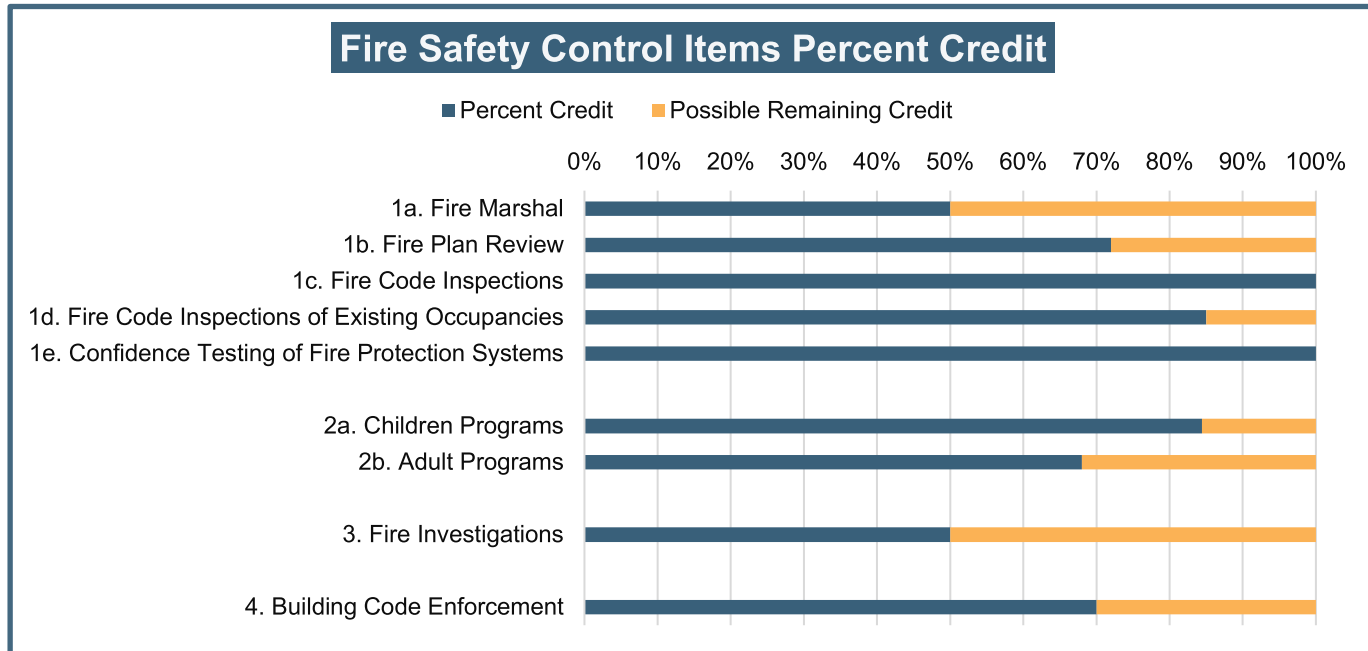 Fire Safety Control Items Percent Credit
Percent Credit Possible Remaining Credit
0% 10% 20% 30% 40% 50% 60% 70% 80% 90% 100%
1a. Fire Marshal
1b. Fire Plan Review
1c. Fire Code Inspections
1d. Fire Code Inspections of Existing Occupancies
1e. Confidence Testing of Fire Protection Systems
2a. Children Programs
2b. Adult Programs
3. Fire Investigations
4. Building Code Enforcement